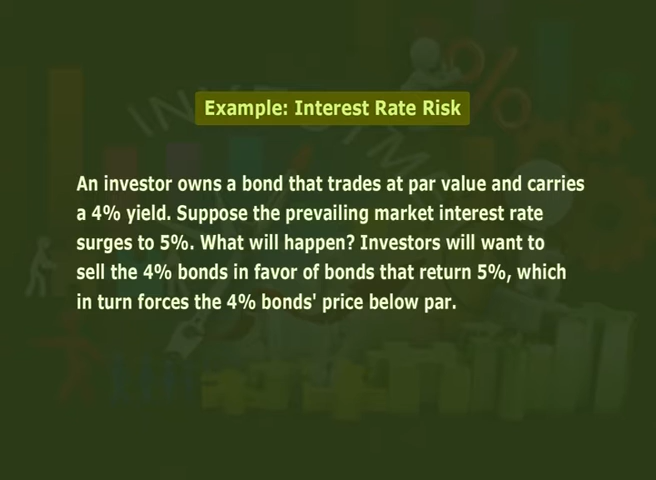 Example: Interest Rate Risk
An investor owns a bond that trades at par value and carries
a 4% yield. Suppose the prevailing market interest rate
surges to 5%. What will happen? Investors will want to
sell the 4% bonds in favor of bonds that return 5%, which
in turn forces the 4% bonds' price below par.